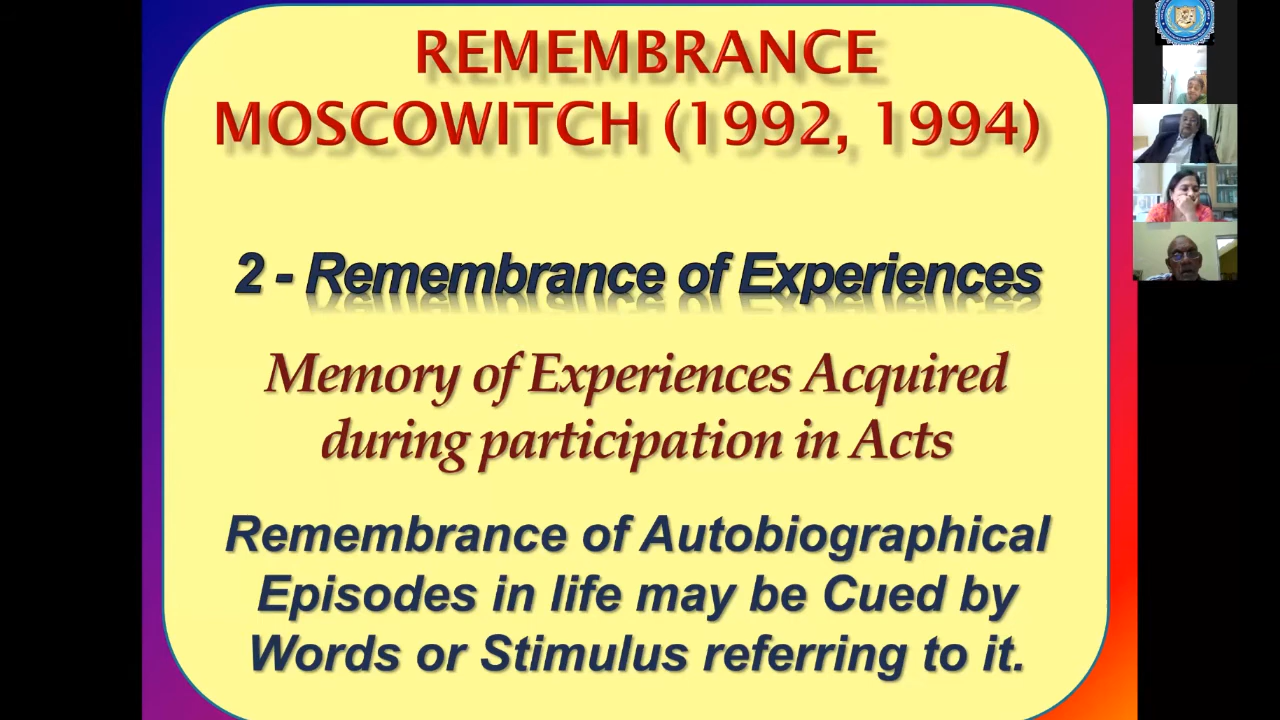 REMEMBRANCE
MOSCOWITCH (1992, 1994)
2 - Remembrance of Experiences
Memory of Experiences Acquired
during participation in Acts
Remembrance of Autobiographical
Episodes in life may be Cued by
Words or Stimulus referring to it.